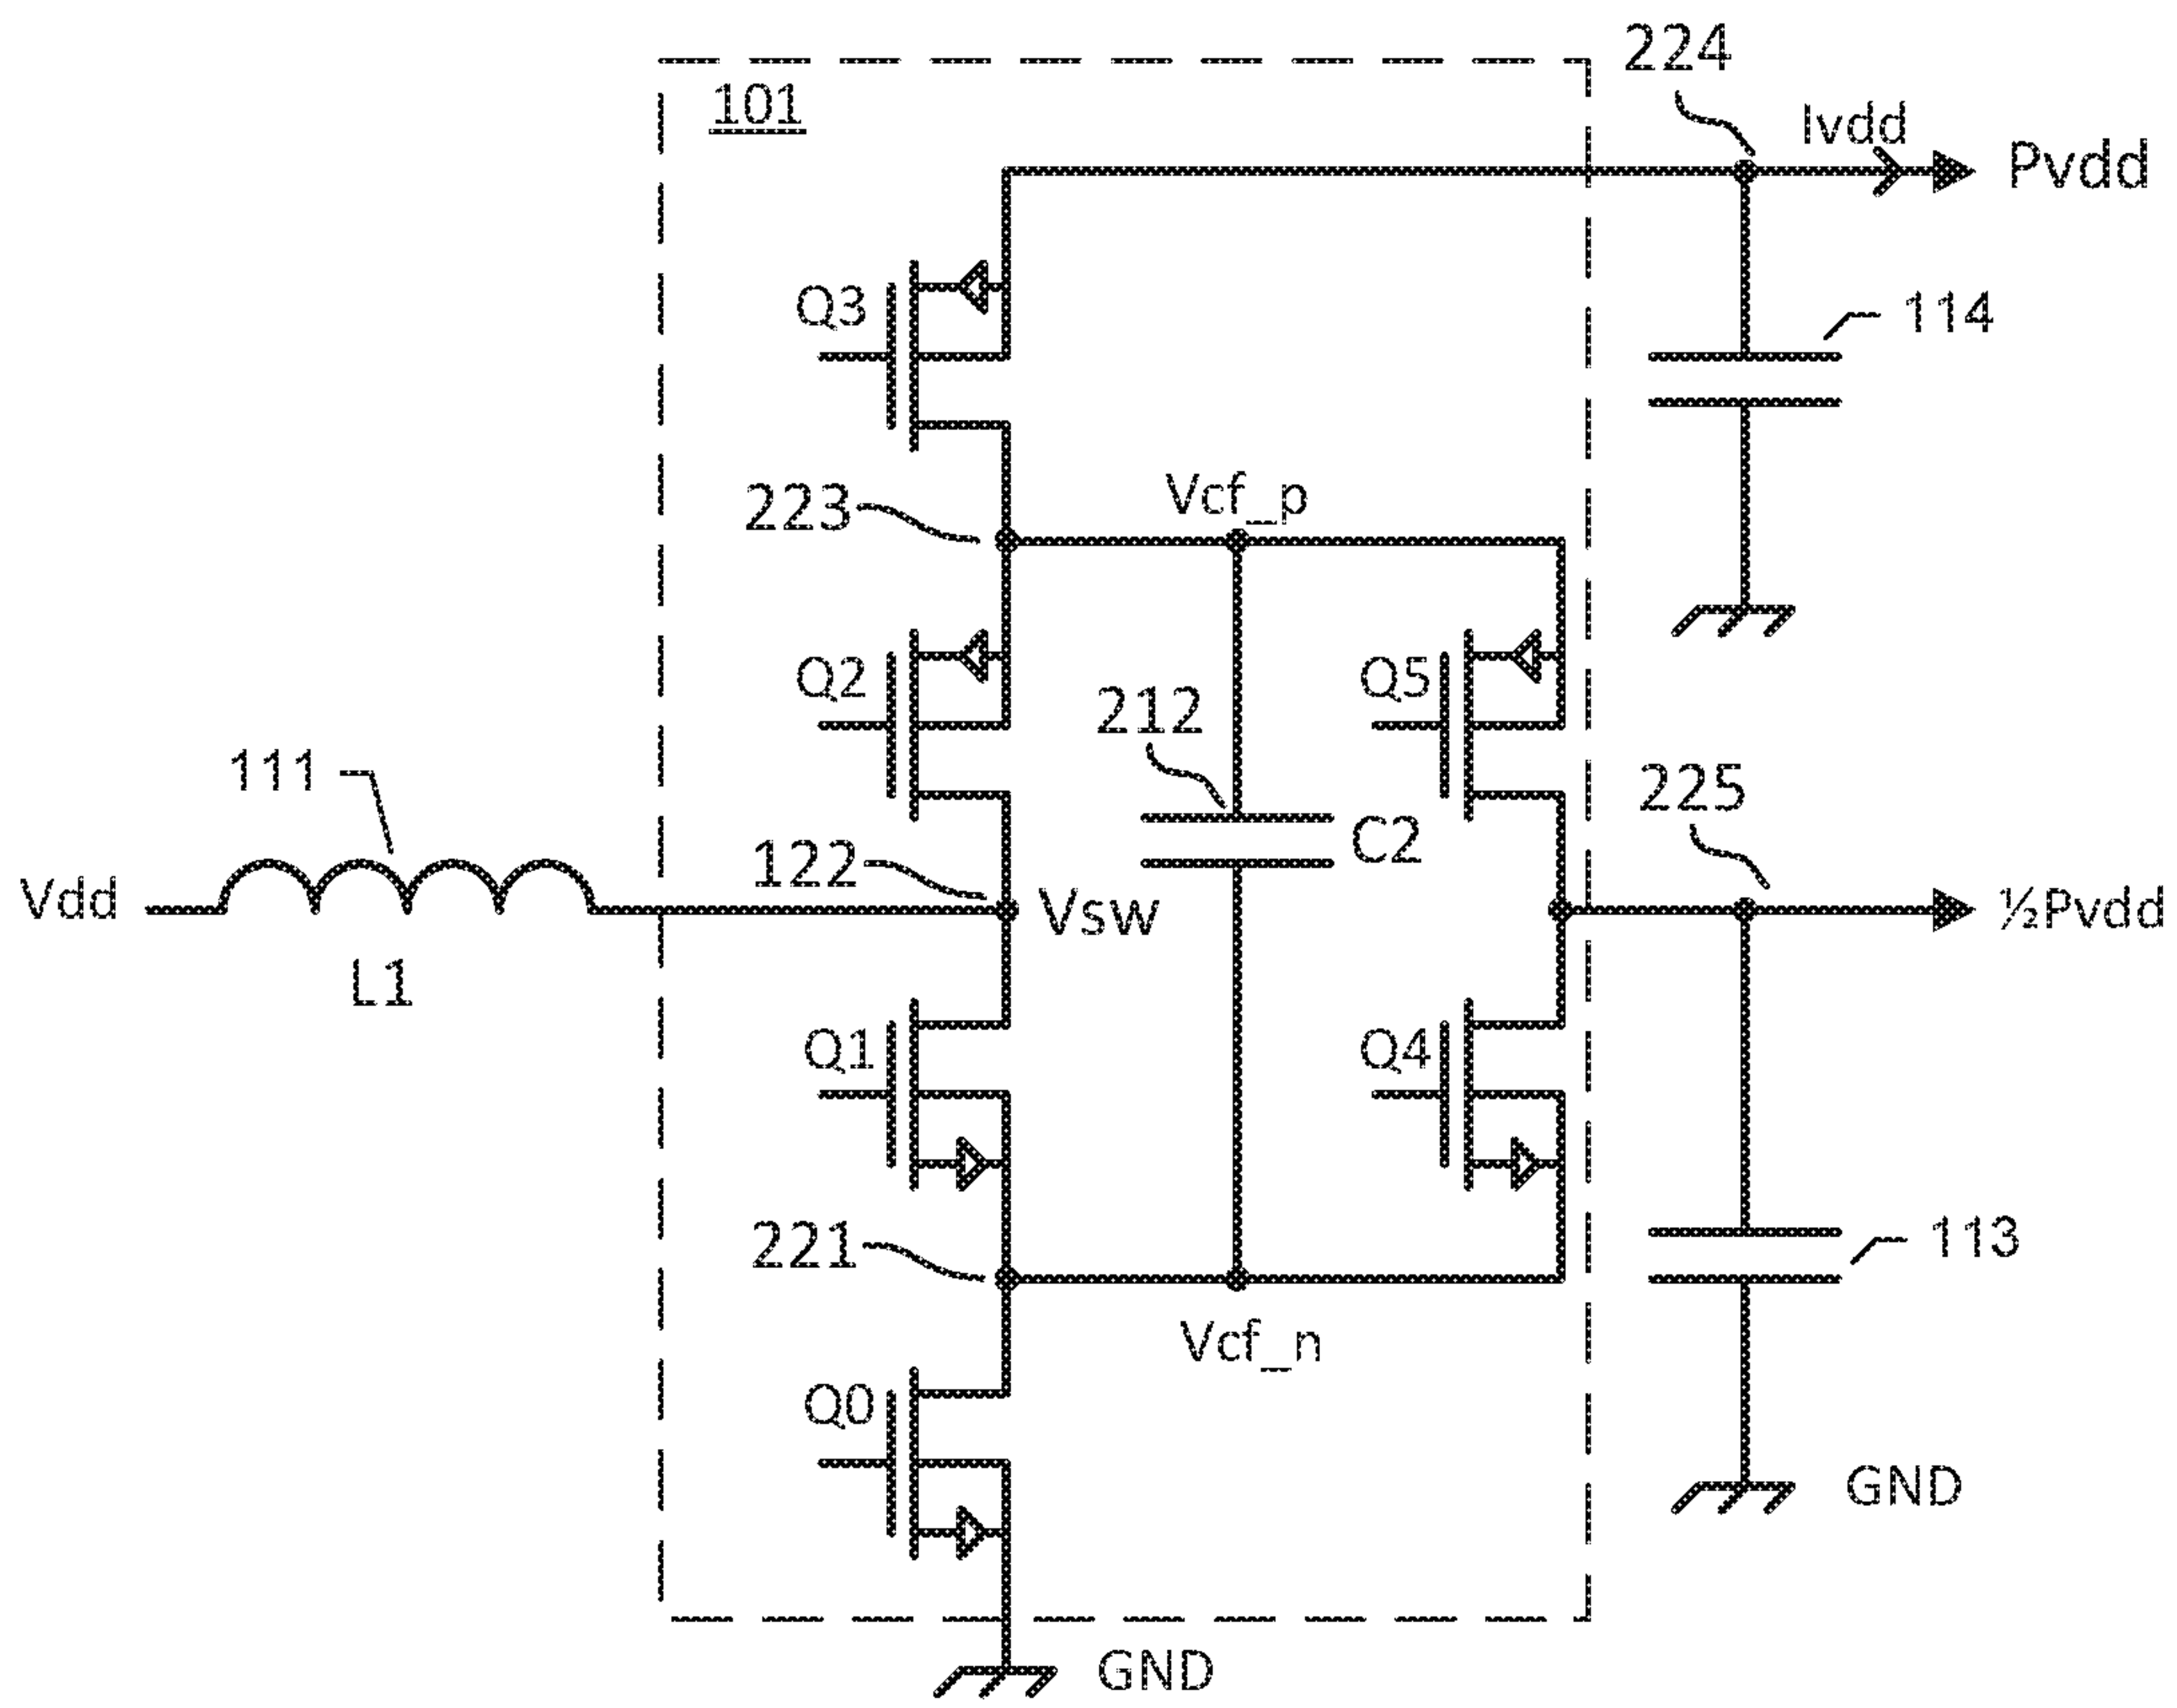 224
101
Ivdd
Pvdd
Q3
114
223
Vcf_p
Q2
212
Q5
111
225
122
C2
Vdd
Vsw
½Pvdd
L1
Q1
Q4
221
113
Vcf_n
Q0
GND
GND